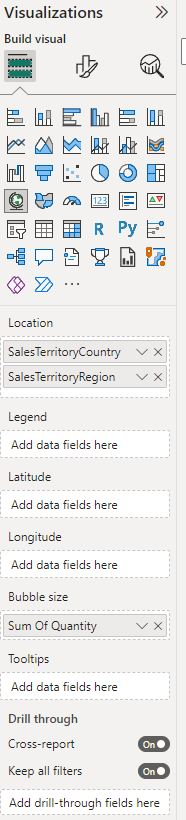 Visualizations
Build visual
123
R
Py
Location
SalesTerritoryCountry
SalesTerritoryRegion
Legend
Add data fields here
Latitude
Add data fields here
Longitude
Add data fields here
Bubble size
Sum Of Quantity
Tooltips
Add data fields here
Drill through
Cross-report
On
Keep all filters
On
Add drill-through fields here